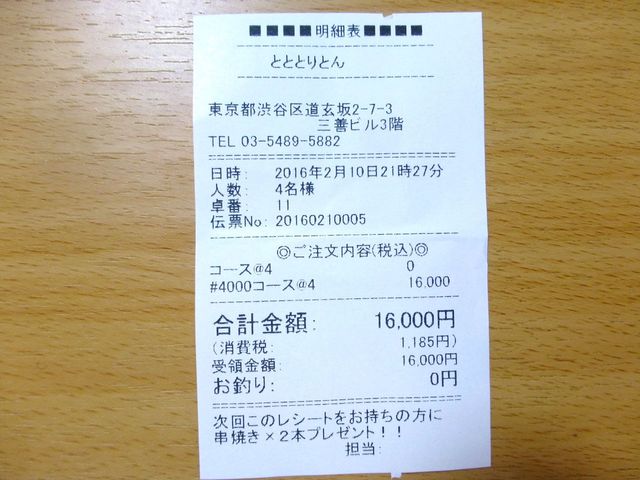 ■■■■明細表■■■■
とととりとん
東京都渋谷区道玄坂2-7-3
三善ビル3階
TEL 03-5489-5882
日時: 2016年2月10日21時27分
人数: 4名様
卓番: 11
伝票No: 20160210005
◎ご注文内容(税込)◎
コース@4 0
#4000コース@4 16,000
合計金額: 16,000円
(消費税: 1,185円)
受領金額: 16,000円
お釣り: 0円
次回このレシートをお持ちの方に
串焼き×2本プレゼント!!
担当: